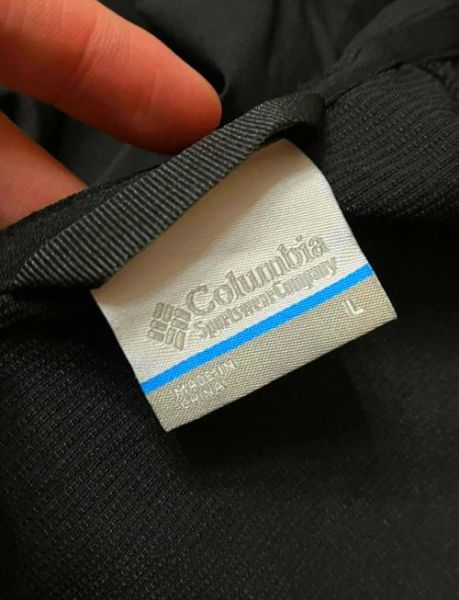 Columbia
Sportswear Company
L
MADE IN
CHINA